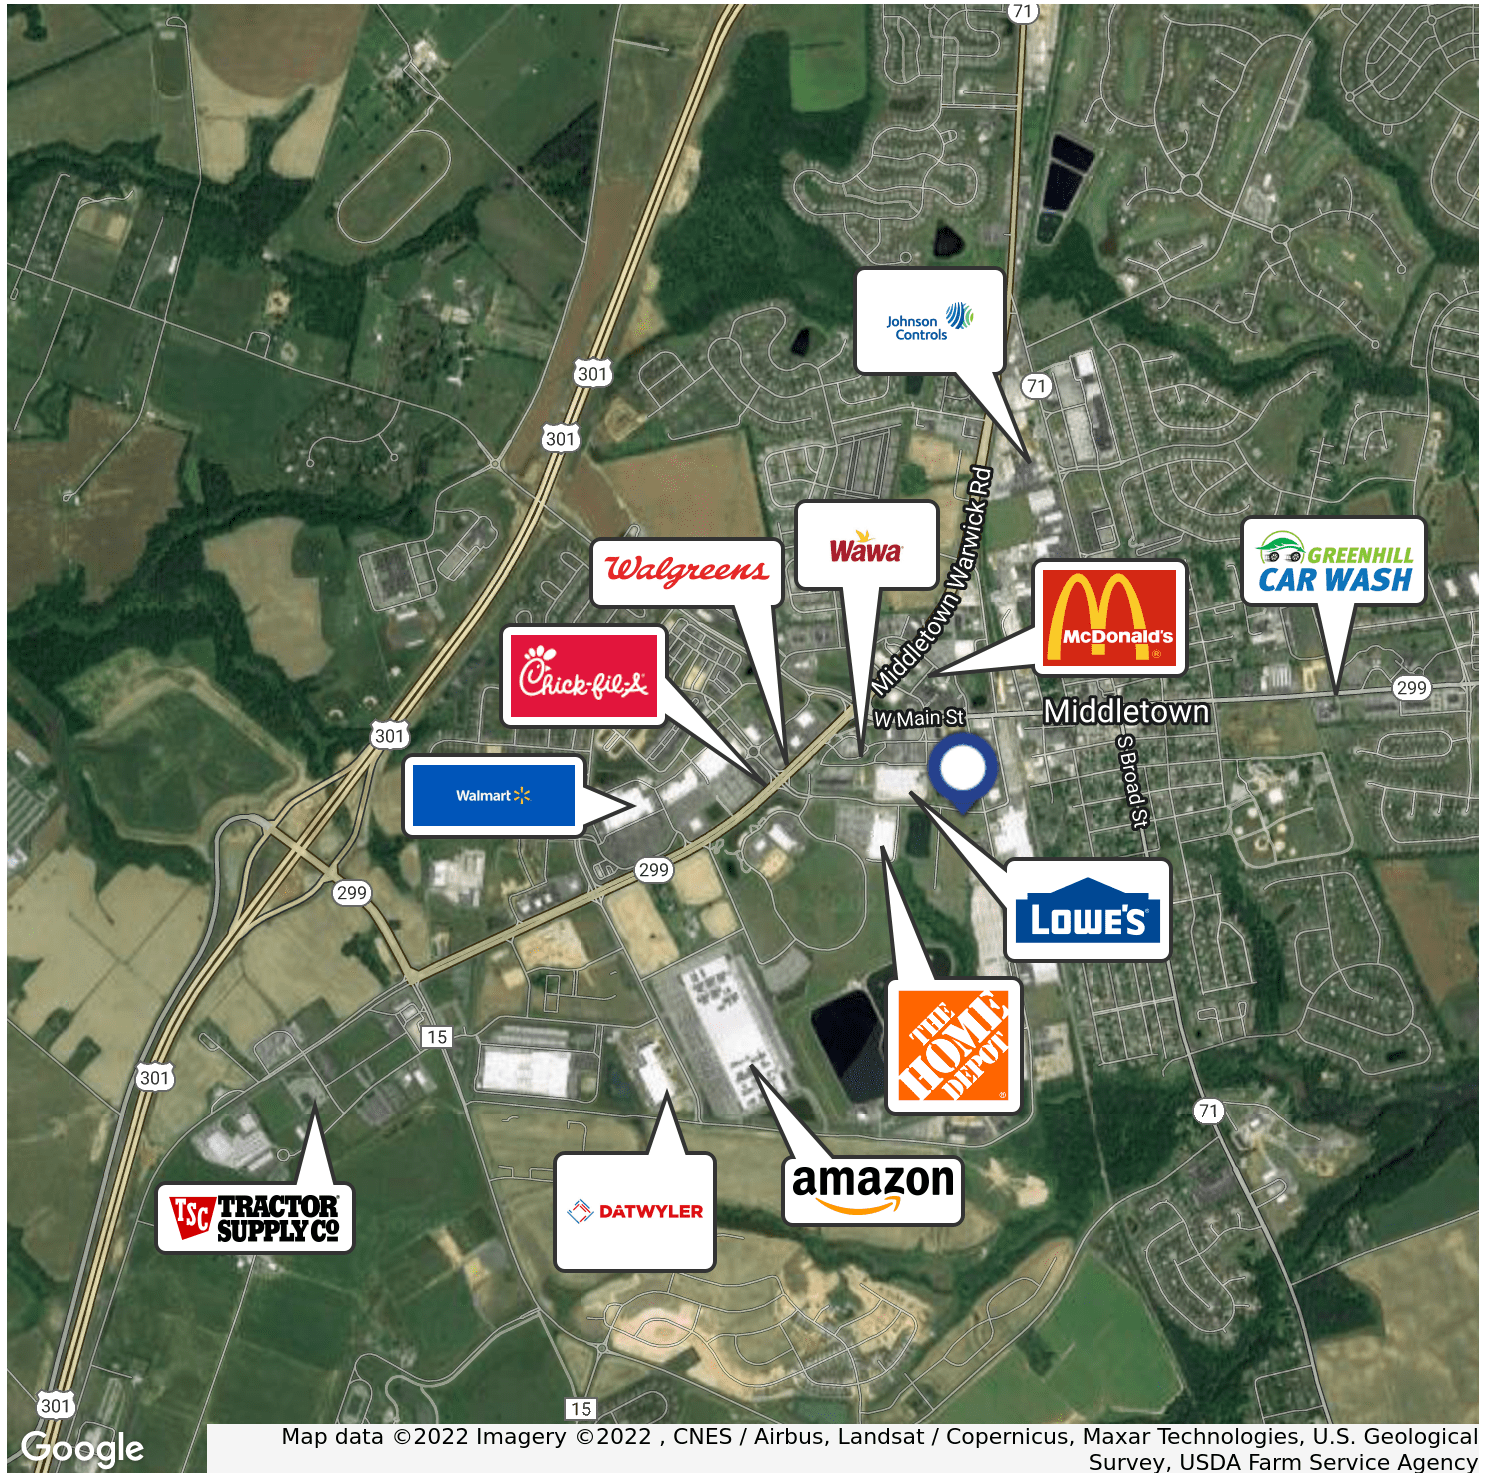 71
Johnson
Controls
301
71
301
Middletown Warwick Rd
Wawa
Walgreens
GREENHILL
CAR WASH
McDonald's
®
Chick-fil-A
299
Middletown
W Main St
301
S Broad St
Walmart
299
299
LOWE'S
THE
HOME
DEPOT
®
15
301
71
amazon
TSC TRACTOR
SUPPLY CO
DÄTWYLER
15
301
Google
Map data ©2022 Imagery ©2022 , CNES / Airbus, Landsat / Copernicus, Maxar Technologies, U.S. Geological
Survey, USDA Farm Service Agency